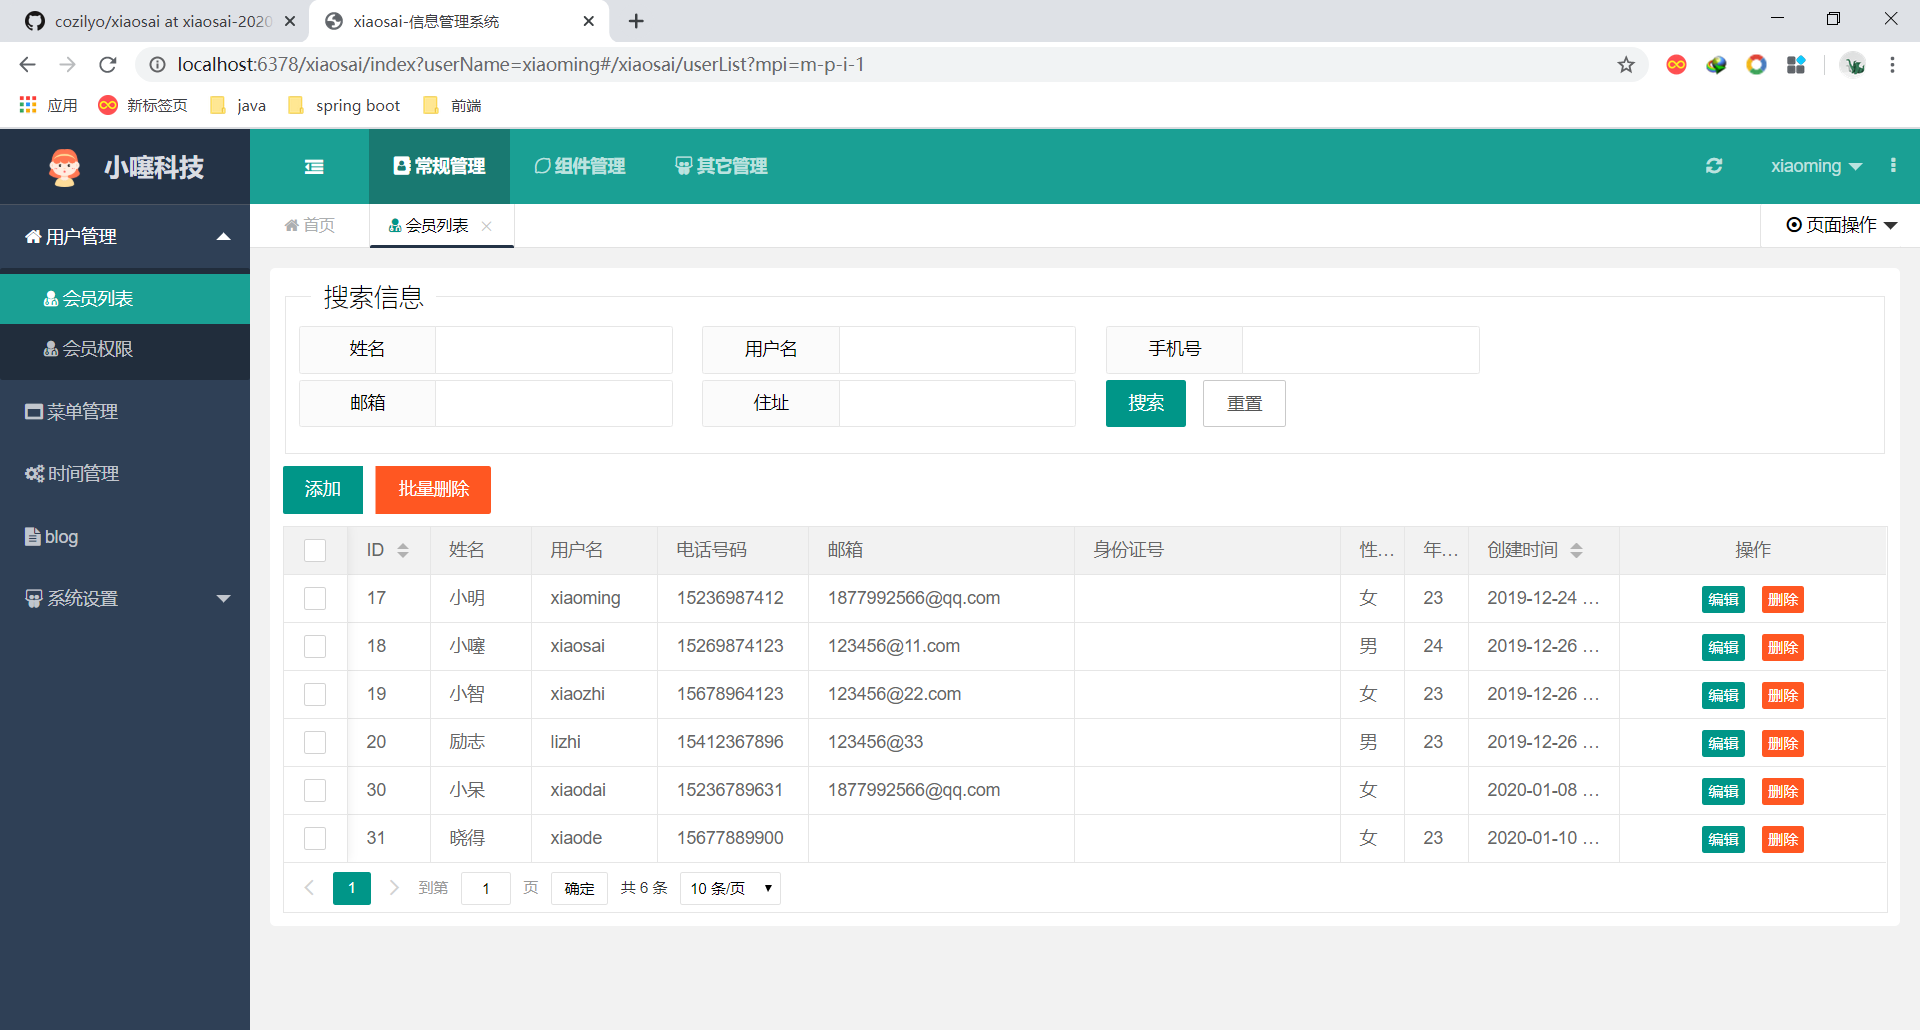 cozilyo/xiaosai at xiaosai-2020
xiaosai-信息管理系统
localhost:6378/xiaosai/index?userName=xiaoming#/xiaosai/userList?mpi=m-p-i-1
应用 新标签页 java spring boot 前端
小噻科技
常规管理 组件管理 其它管理 xiaoming
首页 会员列表 页面操作
用户管理
会员列表
会员权限
菜单管理
时间管理
blog
系统设置
搜索信息
姓名 用户名 手机号
邮箱 住址 搜索 重置
添加 批量删除
ID 姓名 用户名 电话号码 邮箱 身份证号 性... 年... 创建时间 操作
17 小明 xiaoming 15236987412 1877992566@qq.com 女 23 2019-12-24 ... 编辑 删除
18 小噻 xiaosai 15269874123 123456@11.com 男 24 2019-12-26 ... 编辑 删除
19 小智 xiaozhi 15678964123 123456@22.com 女 23 2019-12-26 ... 编辑 删除
20 励志 lizhi 15412367896 123456@33 男 23 2019-12-26 ... 编辑 删除
30 小呆 xiaodai 15236789631 1877992566@qq.com 女 2020-01-08 ... 编辑 删除
31 晓得 xiaode 15677889900 女 23 2020-01-10 ... 编辑 删除
1 到第 1 页 确定 共 6 条 10 条/页